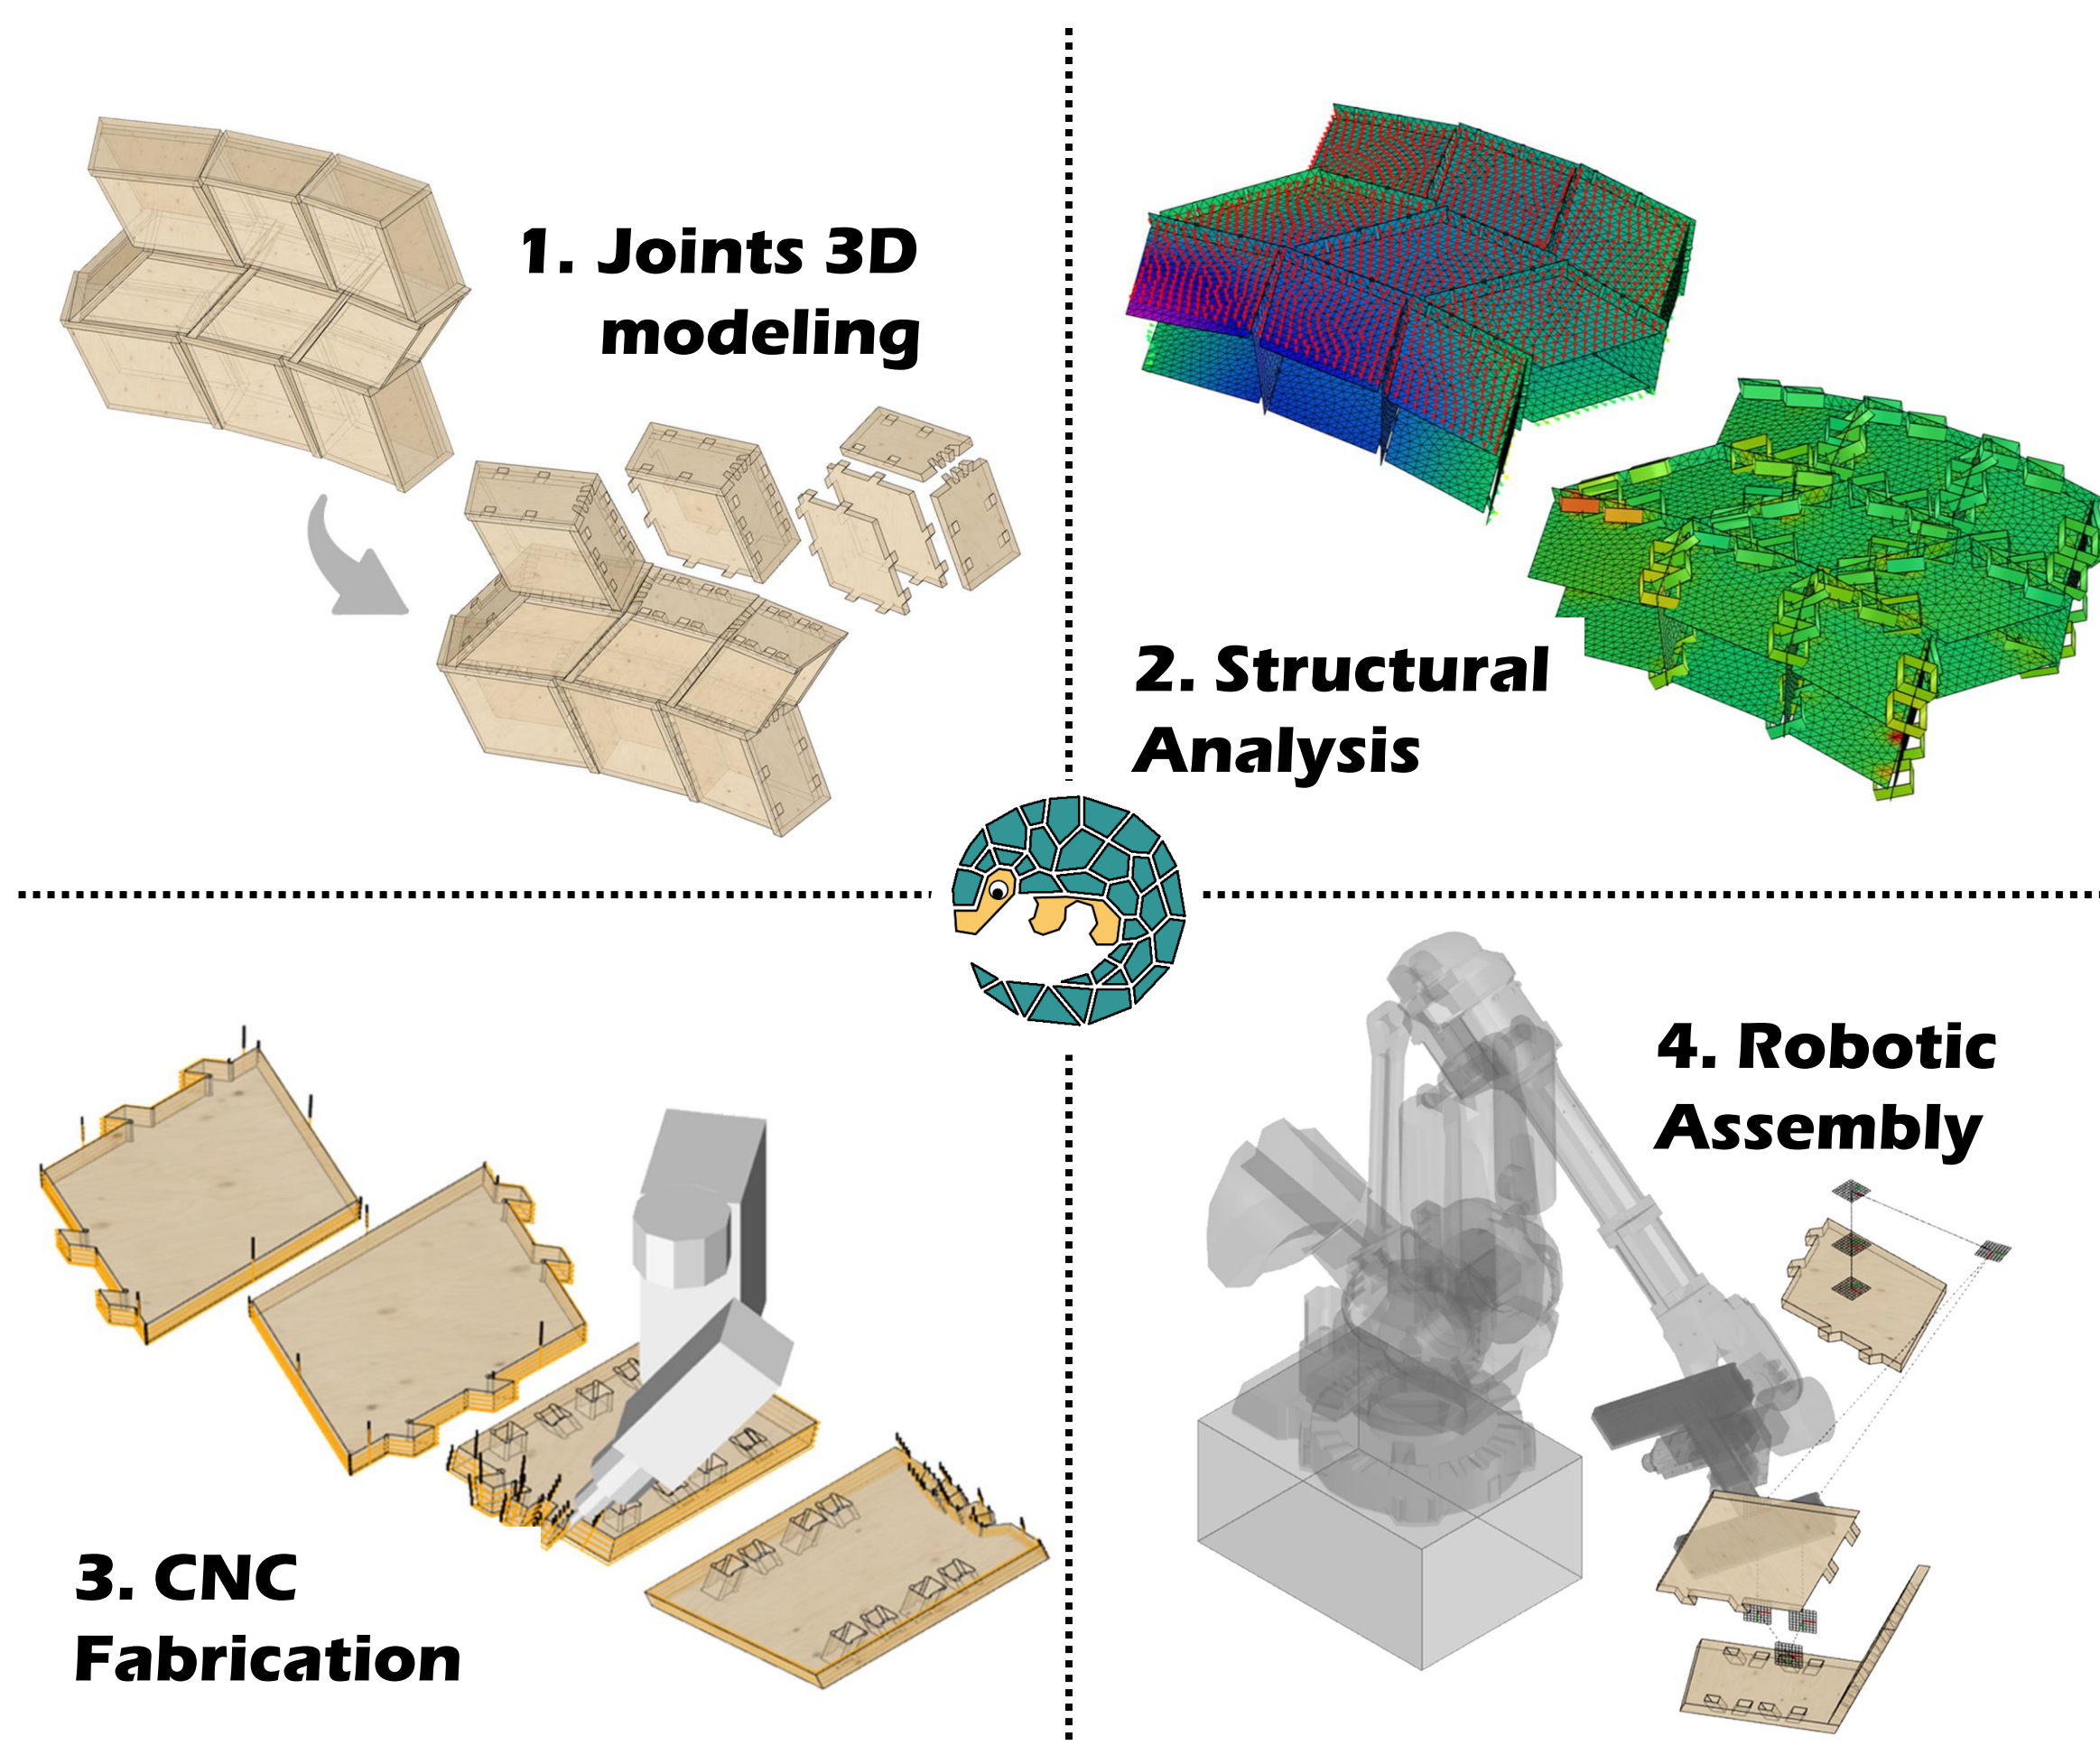 1. Joints 3D
modeling
2. Structural
Analysis
3. CNC
Fabrication
4. Robotic
Assembly